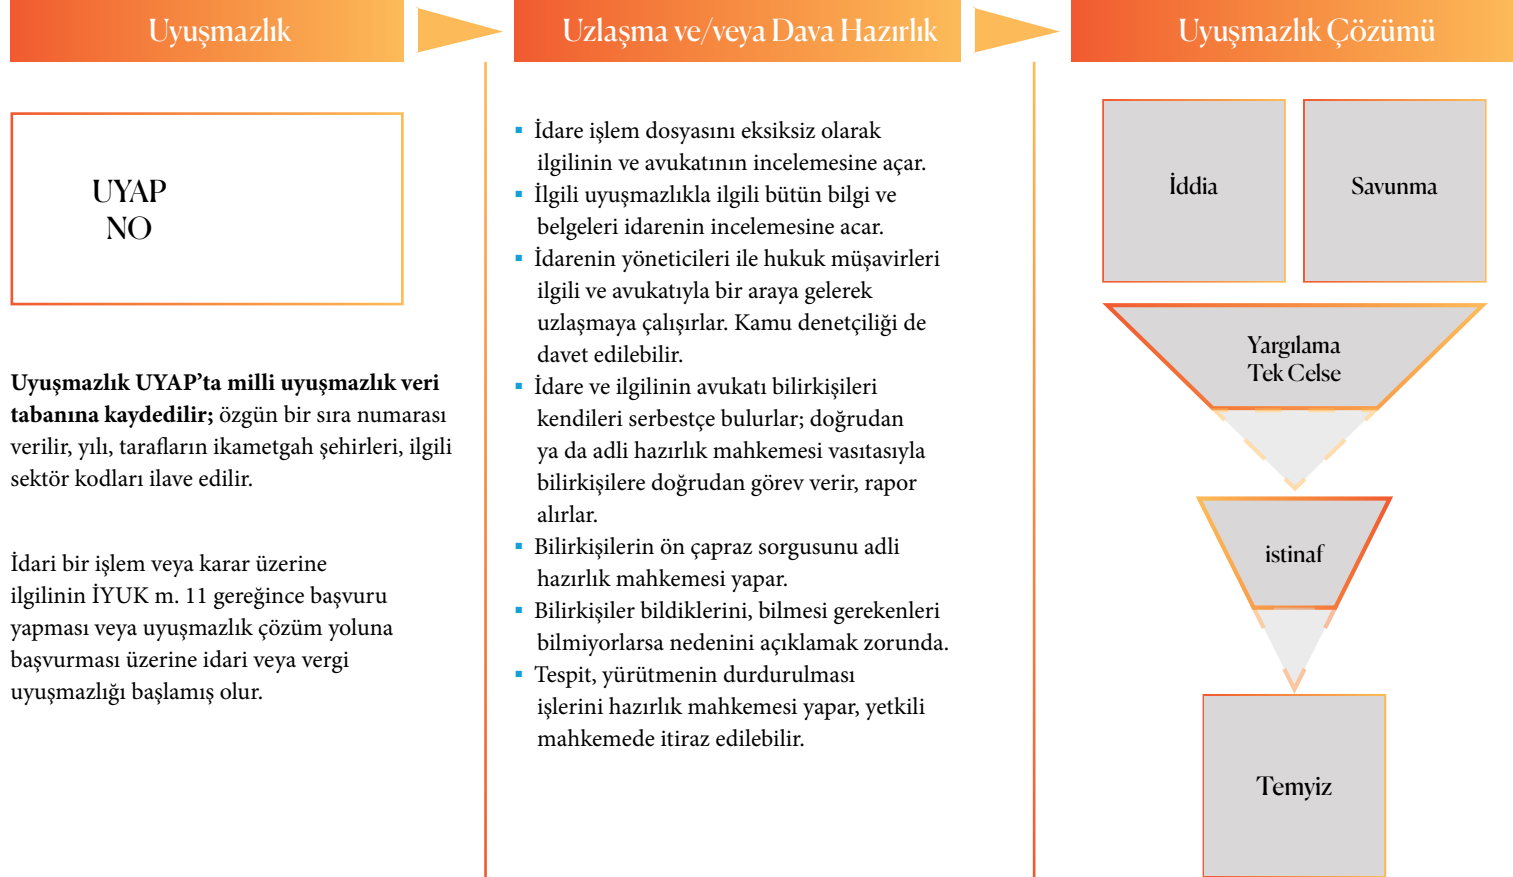 Uyuşmazlık
Uzlaşma ve/veya Dava Hazırlık
Uyuşmazlık Çözümü
UYAP
NO
Uyuşmazlık UYAP’ta milli uyuşmazlık veri
tabanına kaydedilir; özgün bir sıra numarası
verilir, yılı, tarafların ikametgah şehirleri, ilgili
sektör kodları ilave edilir.
İdari bir işlem veya karar üzerine
ilgilinin İYUK m. 11 gereğince başvuru
yapması veya uyuşmazlık çözüm yoluna
başvurması üzerine idari veya vergi
uyuşmazlığı başlamış olur.
▪ İdare işlem dosyasını eksiksiz olarak
ilgilinin ve avukatının incelemesine açar.
▪ İlgili uyuşmazlıkla ilgili bütün bilgi ve
belgeleri idarenin incelemesine acar.
▪ İdarenin yöneticileri ile hukuk müşavirleri
ilgili ve avukatıyla bir araya gelerek
uzlaşmaya çalışırlar. Kamu denetçiliği de
davet edilebilir.
▪ İdare ve ilgilinin avukatı bilirkişileri
kendileri serbestçe bulurlar; doğrudan
ya da adli hazırlık mahkemesi vasıtasıyla
bilirkişilere doğrudan görev verir, rapor
alırlar.
▪ Bilirkişilerin ön çapraz sorgusunu adli
hazırlık mahkemesi yapar.
▪ Bilirkişiler bildiklerini, bilmesi gerekenleri
bilmiyorlarsa nedenini açıklamak zorunda.
▪ Tespit, yürütmenin durdurulması
işlerini hazırlık mahkemesi yapar, yetkili
mahkemede itiraz edilebilir.
İddia
Savunma
Yargılama
Tek Celse
istinaf
Temyiz